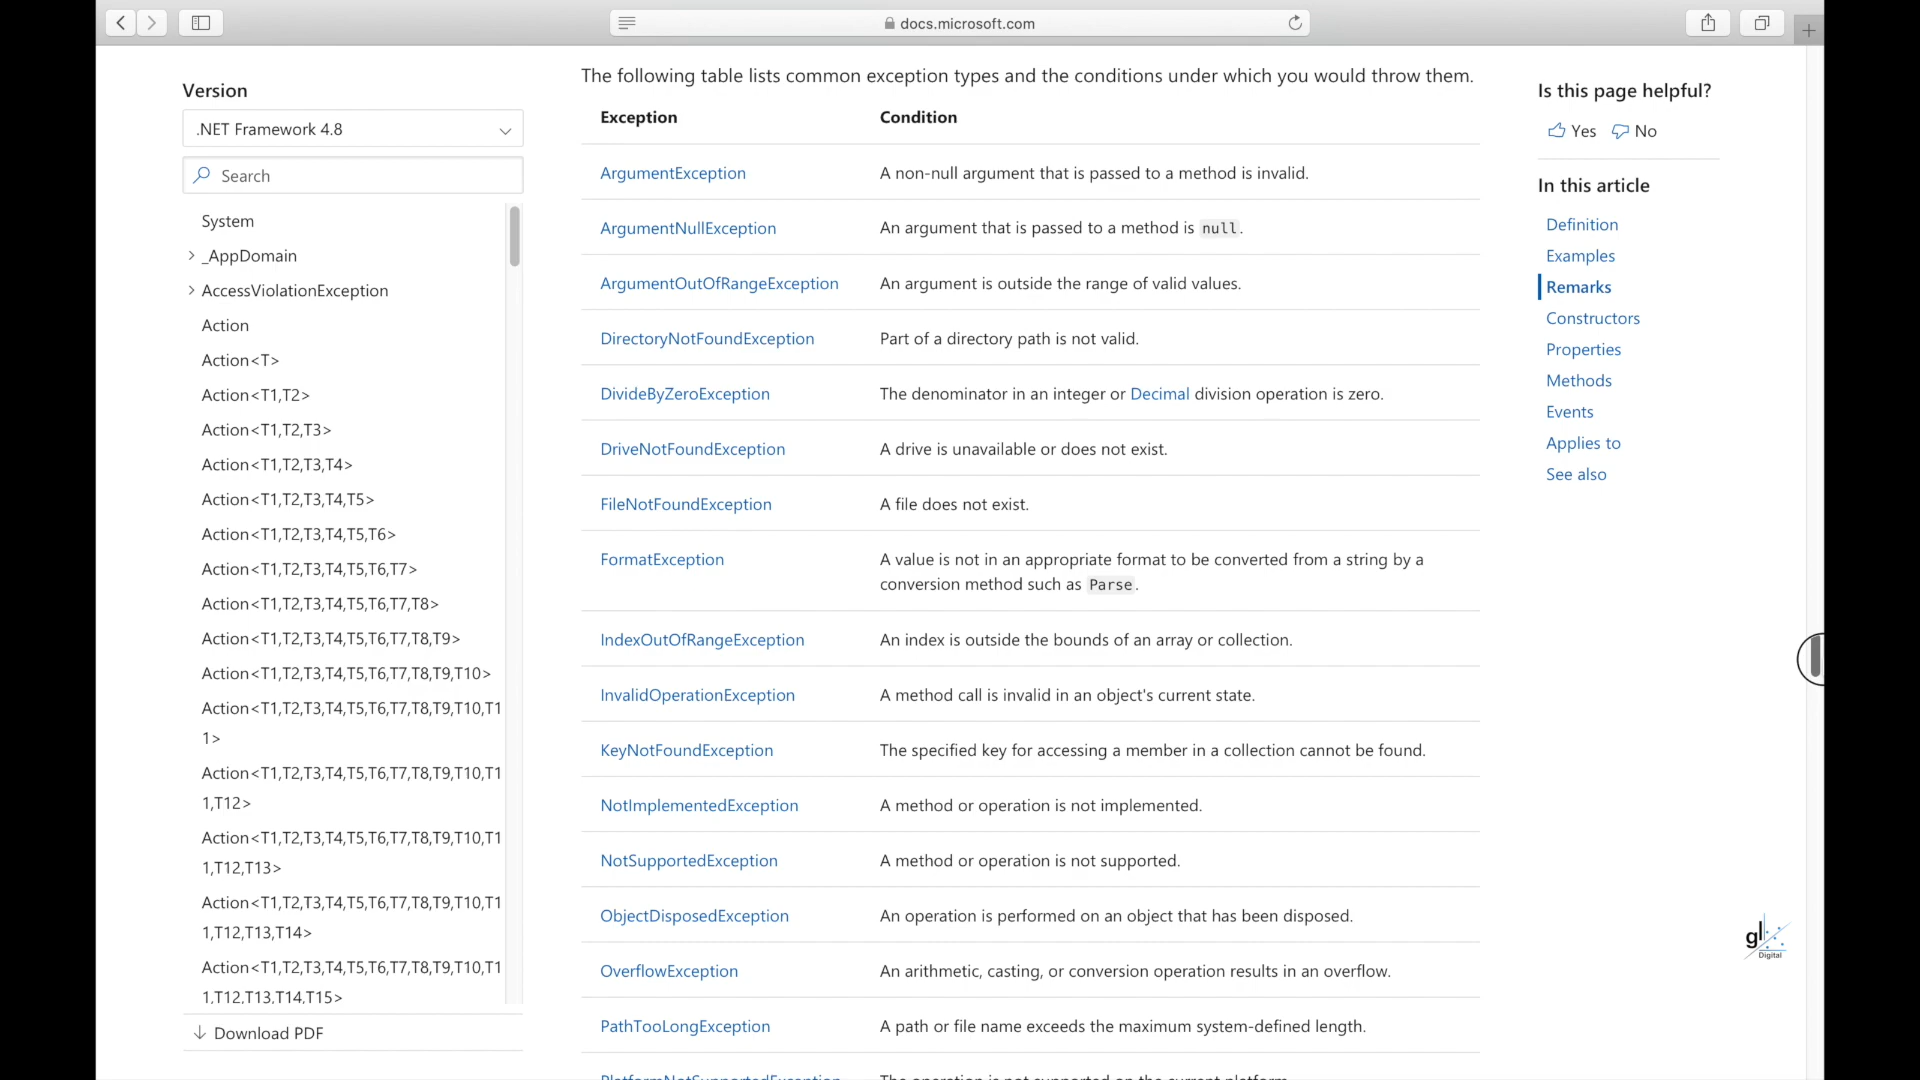 docs.microsoft.com
Version
.NET Framework 4.8
Search
System
_AppDomain
AccessViolationException
Action
Action<T>
Action<T1,T2>
Action<T1,T2,T3>
Action<T1,T2,T3,T4>
Action<T1,T2,T3,T4,T5>
Action<T1,T2,T3,T4,T5,T6>
Action<T1,T2,T3,T4,T5,T6,T7>
Action<T1,T2,T3,T4,T5,T6,T7,T8>
Action<T1,T2,T3,T4,T5,T6,T7,T8,T9>
Action<T1,T2,T3,T4,T5,T6,T7,T8,T9,T10>
Action<T1,T2,T3,T4,T5,T6,T7,T8,T9,T10,T1
1>
Action<T1,T2,T3,T4,T5,T6,T7,T8,T9,T10,T1
1,T12>
Action<T1,T2,T3,T4,T5,T6,T7,T8,T9,T10,T1
1,T12,T13>
Action<T1,T2,T3,T4,T5,T6,T7,T8,T9,T10,T1
1,T12,T13,T14>
Action<T1,T2,T3,T4,T5,T6,T7,T8,T9,T10,T1
1,T12,T13,T14,T15>
Download PDF
The following table lists common exception types and the conditions under which you would throw them.
Exception Condition
ArgumentException A non-null argument that is passed to a method is invalid.
ArgumentNullException An argument that is passed to a method is null.
ArgumentOutOfRangeException An argument is outside the range of valid values.
DirectoryNotFoundException Part of a directory path is not valid.
DivideByZeroException The denominator in an integer or Decimal division operation is zero.
DriveNotFoundException A drive is unavailable or does not exist.
FileNotFoundException A file does not exist.
FormatException A value is not in an appropriate format to be converted from a string by a
conversion method such as Parse.
IndexOutOfRangeException An index is outside the bounds of an array or collection.
InvalidOperationException A method call is invalid in an object's current state.
KeyNotFoundException The specified key for accessing a member in a collection cannot be found.
NotImplementedException A method or operation is not implemented.
NotSupportedException A method or operation is not supported.
ObjectDisposedException An operation is performed on an object that has been disposed.
OverflowException An arithmetic, casting, or conversion operation results in an overflow.
PathTooLongException A path or file name exceeds the maximum system-defined length.
PlatformNotSupportedException The operation is not supported on the current platform.
Is this page helpful?
Yes No
In this article
Definition
Examples
Remarks
Constructors
Properties
Methods
Events
Applies to
See also
gl
Digital